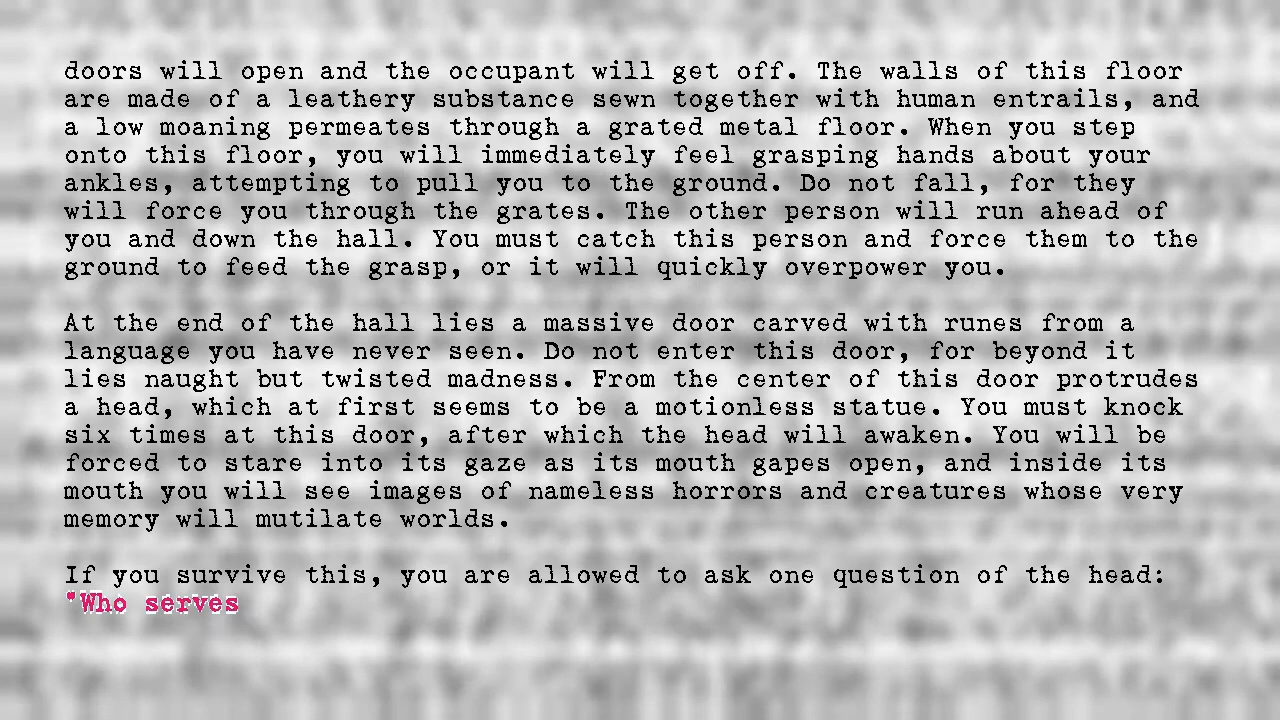 doors will open and the occupant will get off. The walls of this floor
are made of a leathery substance sewn together with human entrails, and
a low moaning permeates through a grated metal floor. When you step
onto this floor, you will immediately feel grasping hands about your
ankles, attempting to pull you to the ground. Do not fall, for they
will force you through the grates. The other person will run ahead of
you and down the hall. You must catch this person and force them to the
ground to feed the grasp, or it will quickly overpower you.
At the end of the hall lies a massive door carved with runes from a
language you have never seen. Do not enter this door, for beyond it
lies naught but twisted madness. From the center of this door protrudes
a head, which at first seems to be a motionless statue. You must knock
six times at this door, after which the head will awaken. You will be
forced to stare into its gaze as its mouth gapes open, and inside its
mouth you will see images of nameless horrors and creatures whose very
memory will mutilate worlds.
If you survive this, you are allowed to ask one question of the head:
"Who serves